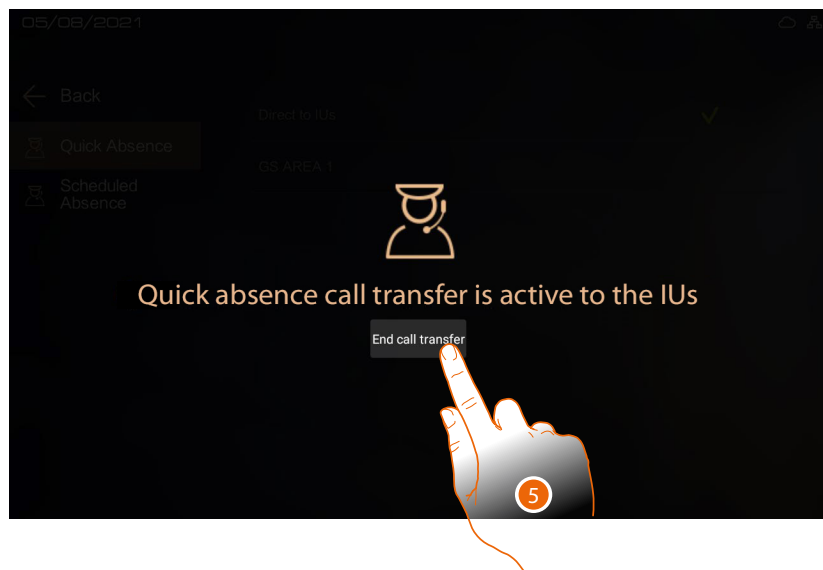 05/08/2021
Back
Direct to IUs
Quick Absence
GS AREA 1
Scheduled
Absence
Quick absence call transfer is active to the IUs
End call transfer
5